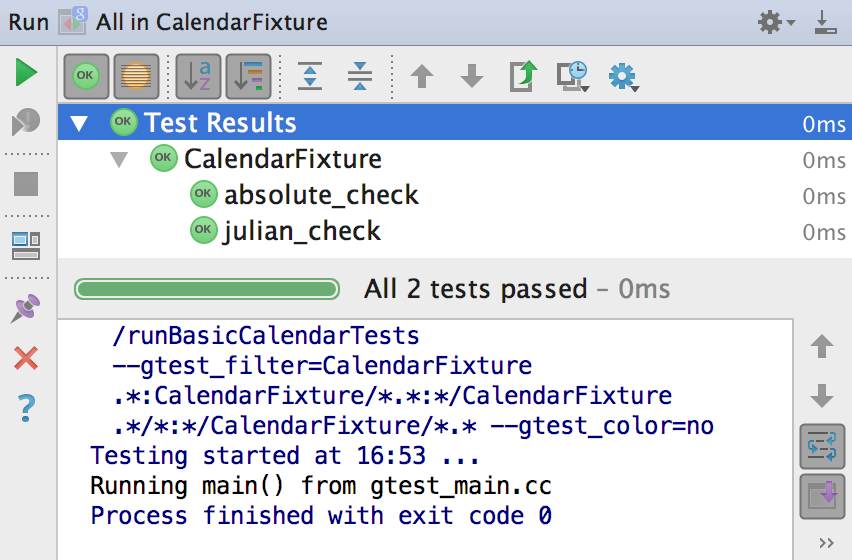 Run 8 All in CalendarFixture
OK a z
OK Test Results 0ms
OK CalendarFixture 0ms
OK absolute_check 0ms
OK julian_check 0ms
All 2 tests passed – 0ms
/runBasicCalendarTests
--gtest_filter=CalendarFixture
.*:CalendarFixture/*.*:*/CalendarFixture
.*/*:*/CalendarFixture/*.* --gtest_color=no
Testing started at 16:53 ...
Running main() from gtest_main.cc
Process finished with exit code 0
?
>>